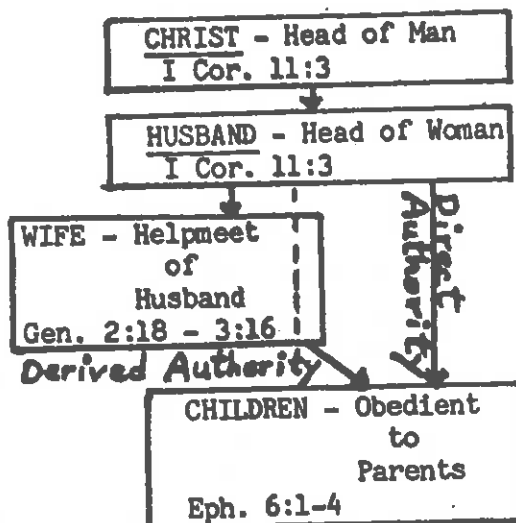 CHRIST - Head of Man
I Cor. 11:3
HUSBAND - Head of Woman
I Cor. 11:3
WIFE - Helpmeet
of
Husband
Gen. 2:18 - 3:16
Direct
Authority
Derived Authority
CHILDREN - Obedient
to
Parents
Eph. 6:1-4